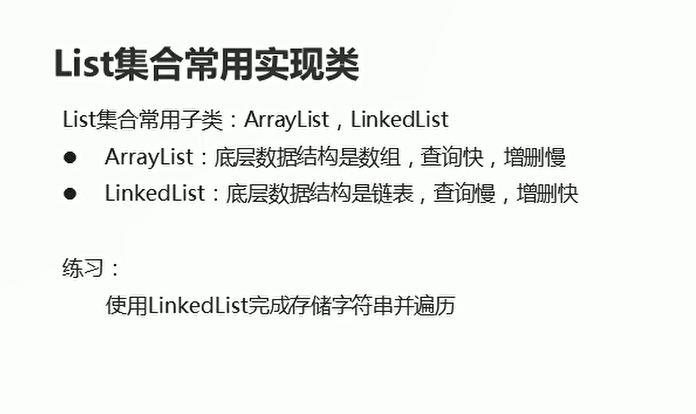 List集合常用实现类
List集合常用子类：ArrayList，LinkedList
● ArrayList：底层数据结构是数组，查询快，增删慢
● LinkedList：底层数据结构是链表，查询慢，增删快
练习：
使用LinkedList完成存储字符串并遍历